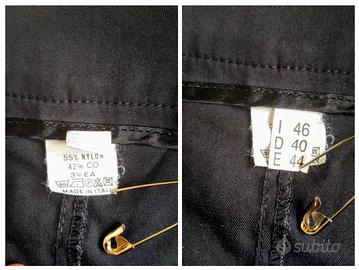 55% NYLON
42% CO
3% EA
MADE IN ITALY
I 46
D 40
E 44
subito